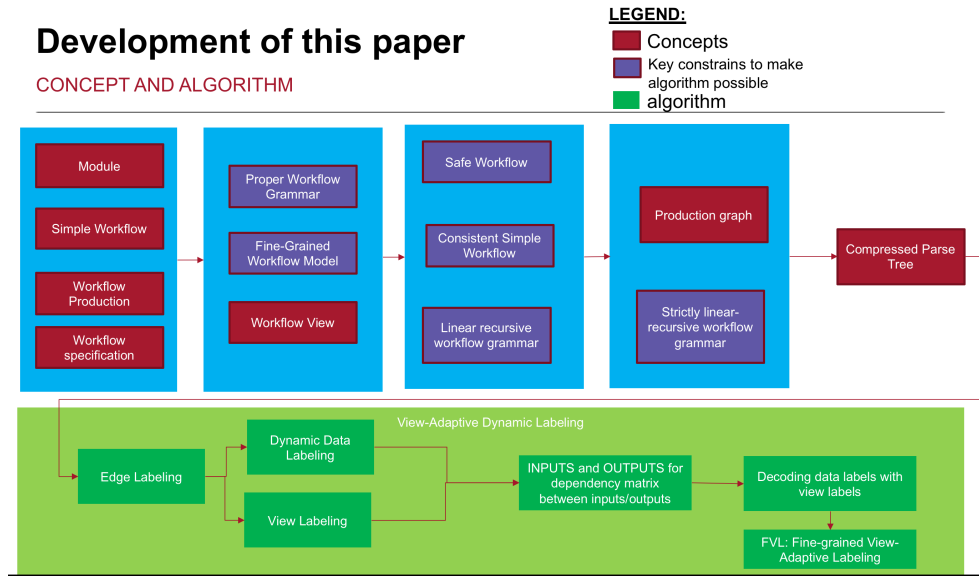 Development of this paper
CONCEPT AND ALGORITHM
LEGEND:
Concepts
Key constrains to make
algorithm possible
algorithm
Module
Simple Workflow
Workflow
Production
Workflow
specification
Proper Workflow
Grammar
Fine-Grained
Workflow Model
Workflow View
Safe Workflow
Consistent Simple
Workflow
Linear recursive
workflow grammar
Production graph
Strictly linear-
recursive workflow
grammar
Compressed Parse
Tree
View-Adaptive Dynamic Labeling
Edge Labeling
Dynamic Data
Labeling
View Labeling
INPUTS and OUTPUTS for
dependency matrix
between inputs/outputs
Decoding data labels with
view labels
FVL: Fine-grained View-
Adaptive Labeling